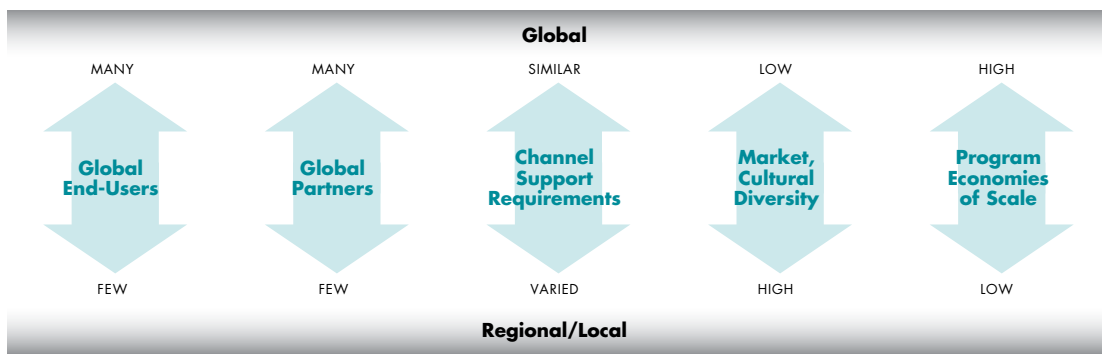 Global
MANY
MANY
SIMILAR
LOW
HIGH
Global
End-Users
Global
Partners
Channel
Support
Requirements
Market,
Cultural
Diversity
Program
Economies
of Scale
FEW
FEW
VARIED
HIGH
LOW
Regional/Local